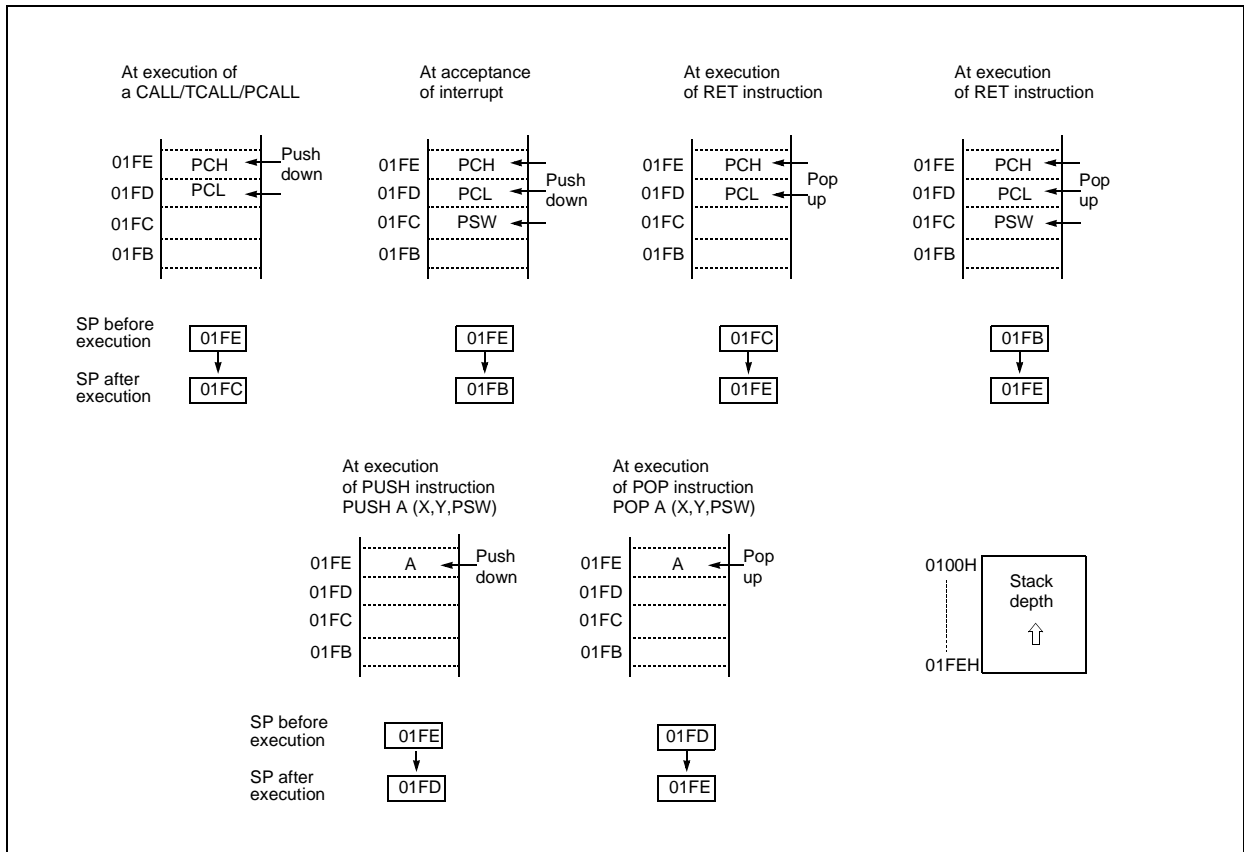 At execution of
a CALL/TCALL/PCALL
01FE PCH Push
down
01FD PCL
01FC
01FB
At acceptance
of interrupt
01FE PCH
01FD PCL Push
down
01FC PSW
01FB
At execution
of RET instruction
01FE PCH
01FD PCL Pop
up
01FC
01FB
At execution
of RET instruction
01FE PCH
01FD PCL Pop
up
01FC PSW
01FB
SP before
execution
01FE
01FE
01FC
01FB
SP after
execution
01FC
01FB
01FE
01FE
At execution
of PUSH instruction
PUSH A (X,Y,PSW)
01FE A Push
down
01FD
01FC
01FB
At execution
of POP instruction
POP A (X,Y,PSW)
01FE A Pop
up
01FD
01FC
01FB
0100H
Stack
depth
01FEH
SP before
execution
01FE
01FD
SP after
execution
01FD
01FE